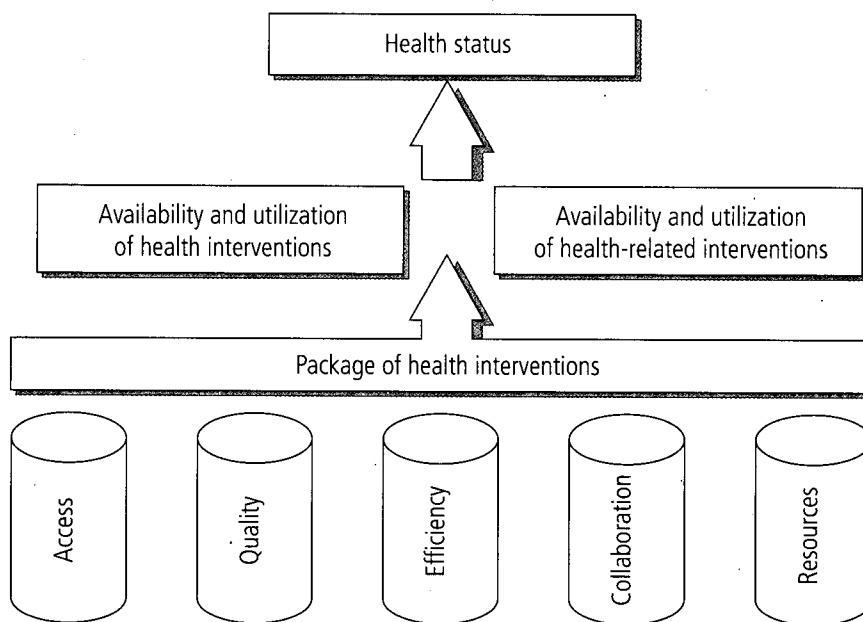 Health status
Availability and utilization
of health interventions
Availability and utilization
of health-related interventions
Package of health interventions
Access
Quality
Efficiency
Collaboration
Resources